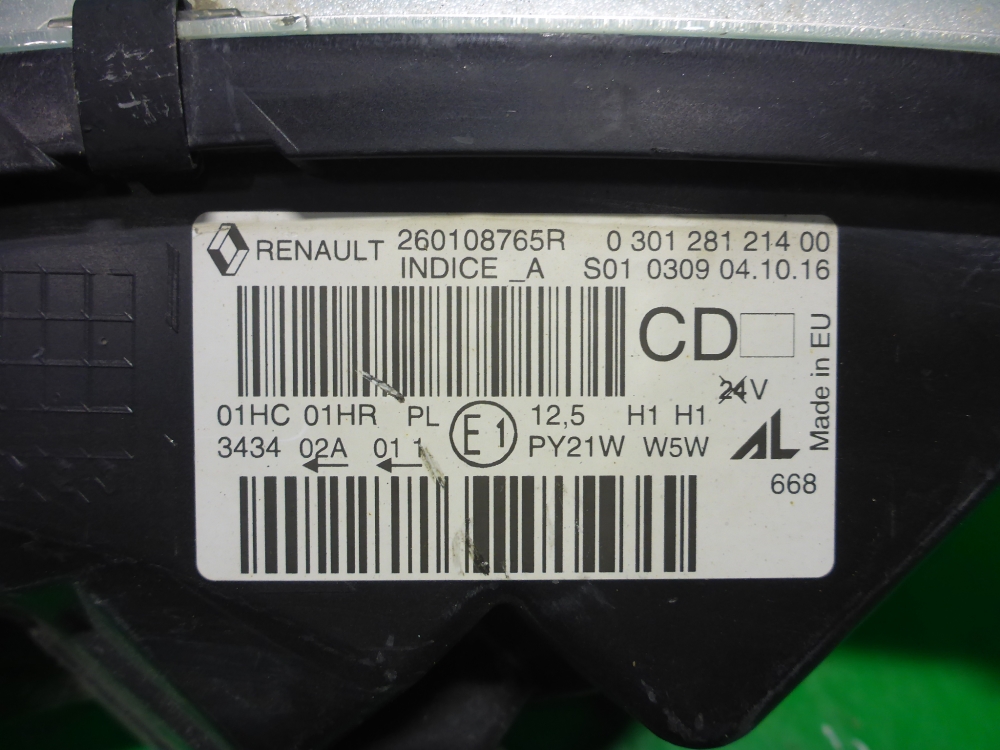 RENAULT 260108765R 0 301 281 214 00
INDICE _A S01 0309 04.10.16
CD
24V
Made in EU
01HC 01HR PL E1 12,5 H1 H1
3434 02A 01 1 PY21W W5W
AL
668